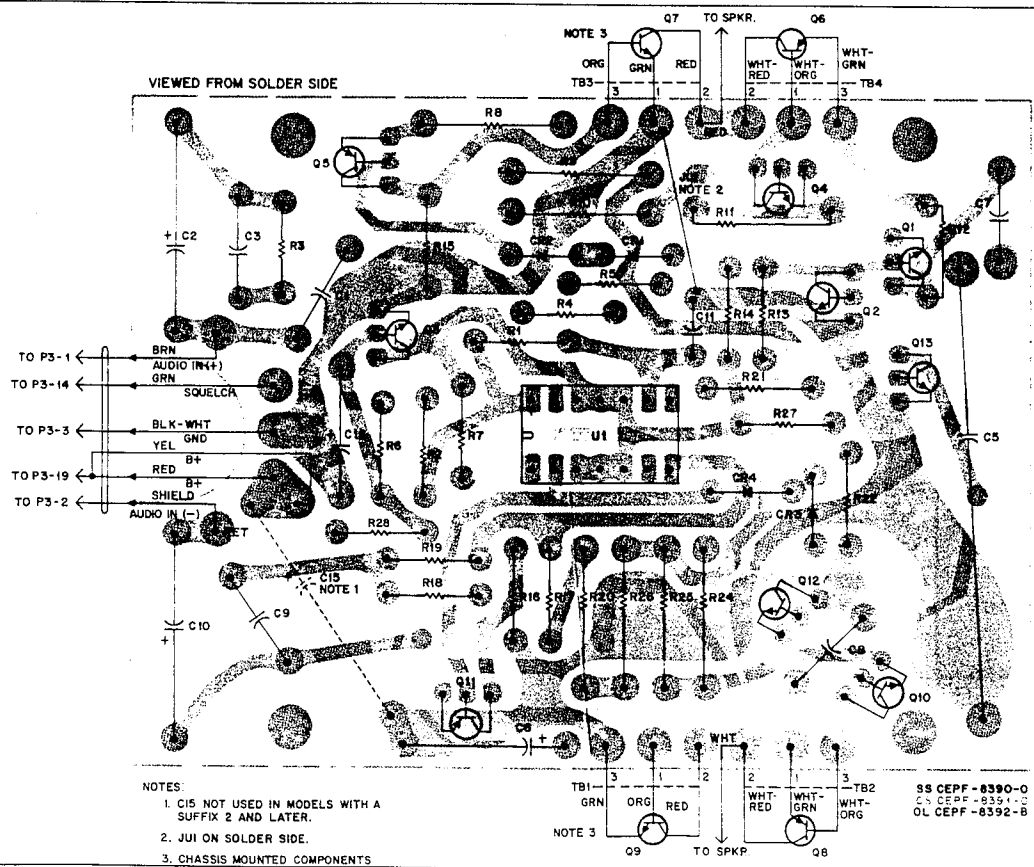 Q7
TO SPKR.
Q6
NOTE 3
ORG
GRN
RED
WHT-RED
WHT-ORG
WHT-GRN
TB3
3
1
2
2
1
3
TB4
VIEWED FROM SOLDER SIDE
RED
R8
Q5
NOTE 2
Q4
R11
C7
C2
C3
R3
R15
Q1
R5
R4
C11
R14
R13
Q2
R1
TO P3-1
BRN
AUDIO IN(+)
Q13
TO P3-14
GRN
SQUELCH
R21
TO P3-3
BLK-WHT
GND
R27
YEL
B+
R6
R7
U1
C5
TO P3-19
RED
B+
CR4
TO P3-2
SHIELD
AUDIO IN (-)
R22
R28
R19
C15
NOTE 1
R18
Q12
R16
R20
R26
R25
R24
C10
C9
C8
Q10
C6
WHT
NOTES:
1. C15 NOT USED IN MODELS WITH A
SUFFIX 2 AND LATER.
2. JU1 ON SOLDER SIDE.
3. CHASSIS MOUNTED COMPONENTS
TB1
3
1
2
2
1
3
TB2
GRN
ORG
RED
WHT-RED
WHT-GRN
WHT-ORG
NOTE 3
Q9
TO SPKR.
Q8
SS CEPF-8390-O
CS CEPF-8391-O
OL CEPF-8392-B